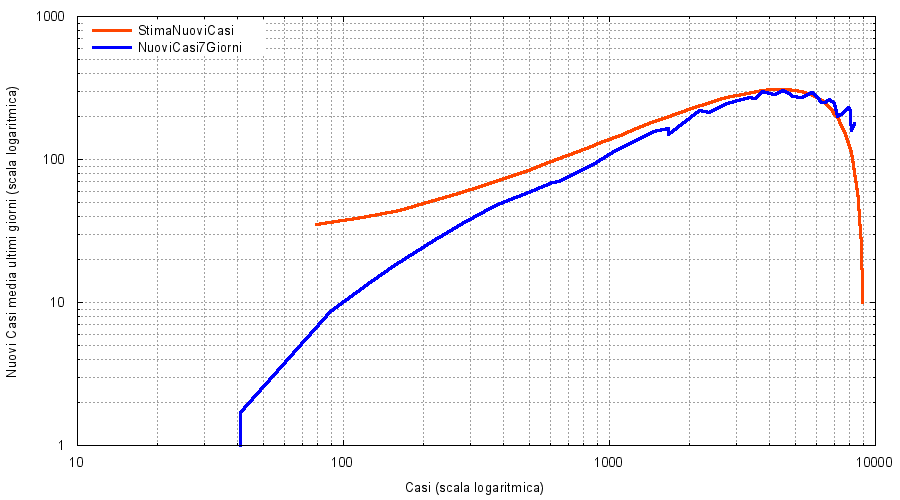 1000
StimaNuoviCasi
NuoviCasi7Giorni
100
10
1
Nuovi Casi media ultimi giorni (scala logaritmica)
10
100
1000
10000
Casi (scala logaritmica)